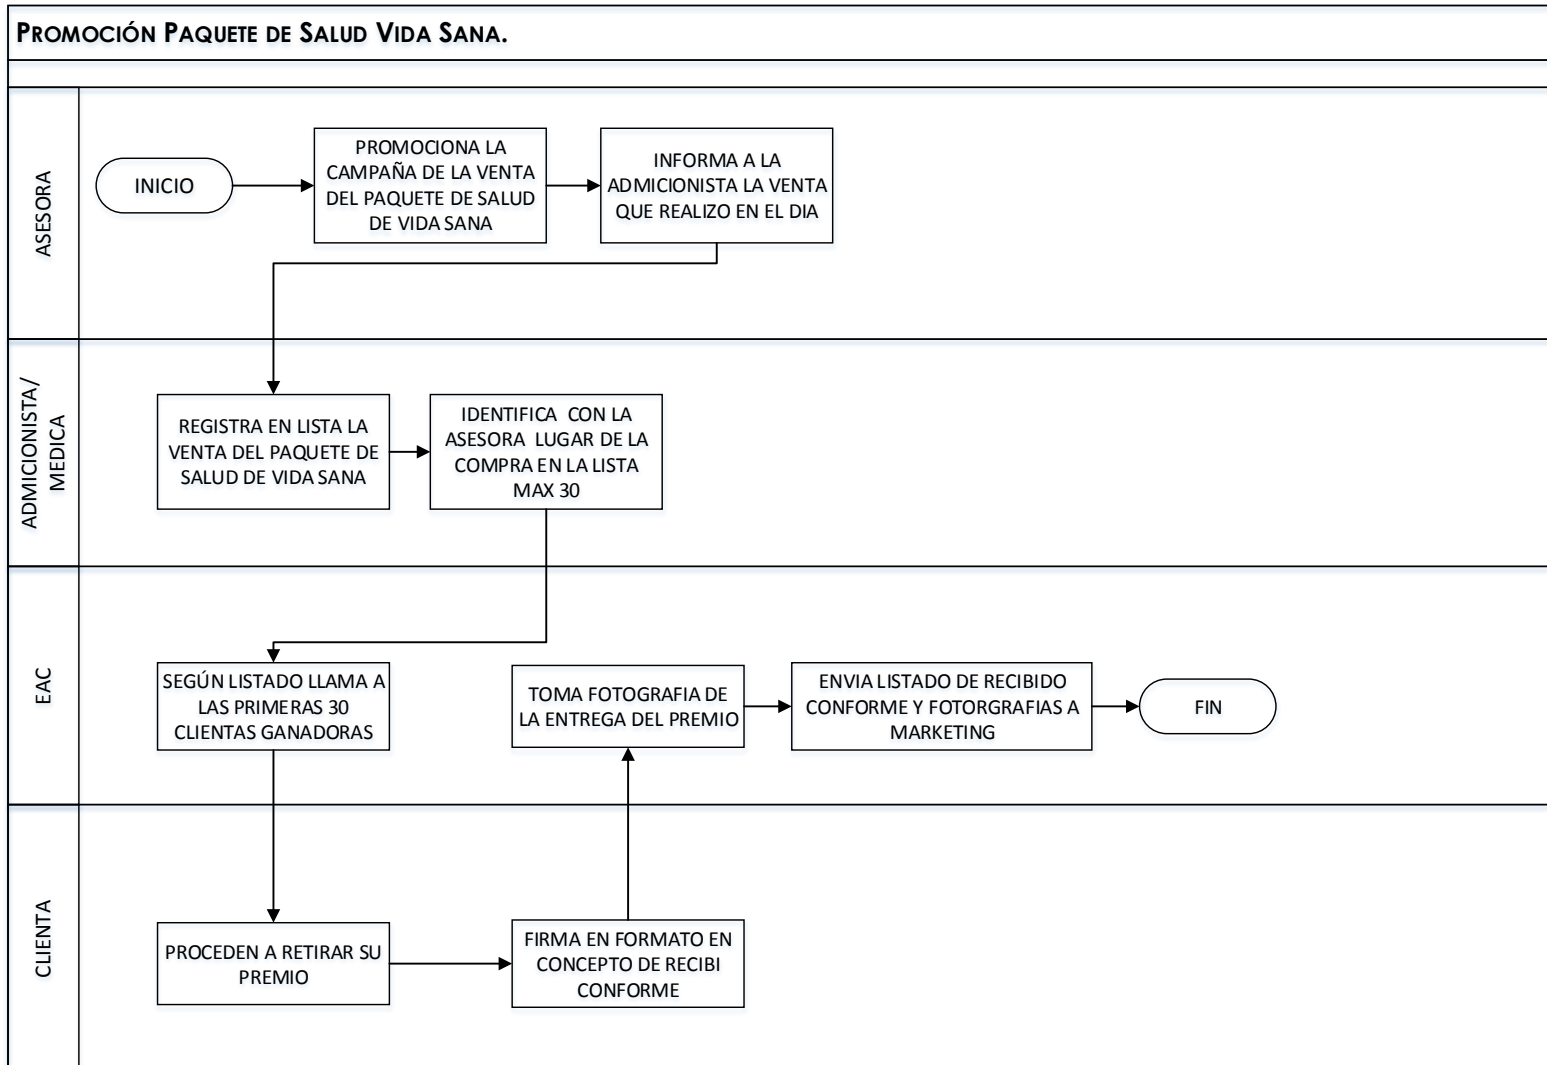 PROMOCIÓN PAQUETE DE SALUD VIDA SANA.
ASESORA
INICIO
PROMOCIONA LA
CAMPAÑA DE LA VENTA
DEL PAQUETE DE SALUD
DE VIDA SANA
INFORMA A LA
ADMICIONISTA LA VENTA
QUE REALIZO EN EL DIA
ADMICIONISTA/
MEDICA
REGISTRA EN LISTA LA
VENTA DEL PAQUETE DE
SALUD DE VIDA SANA
IDENTIFICA CON LA
ASESORA LUGAR DE LA
COMPRA EN LA LISTA
MAX 30
EAC
SEGÚN LISTADO LLAMA A
LAS PRIMERAS 30
CLIENTAS GANADORAS
TOMA FOTOGRAFIA DE
LA ENTREGA DEL PREMIO
ENVIA LISTADO DE RECIBIDO
CONFORME Y FOTORGRAFIAS A
MARKETING
FIN
CLIENTA
PROCEDEN A RETIRAR SU
PREMIO
FIRMA EN FORMATO EN
CONCEPTO DE RECIBI
CONFORME